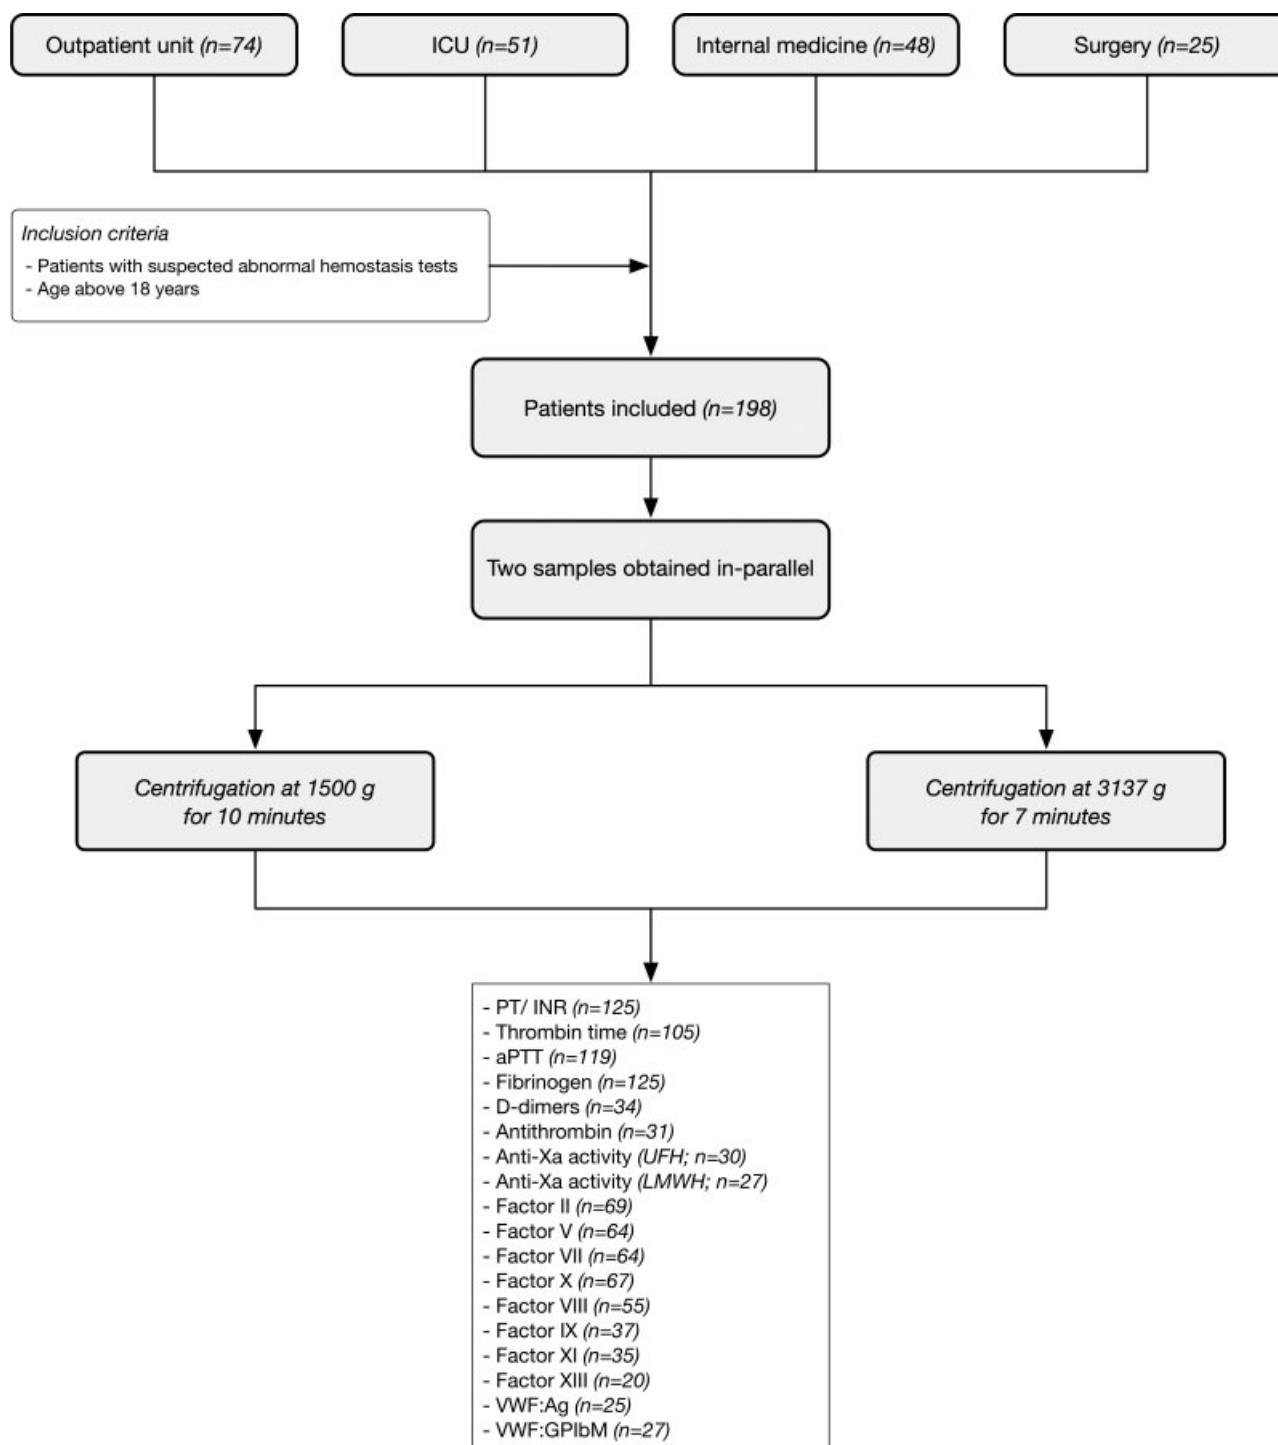 Outpatient unit (n=74)
ICU (n=51)
Internal medicine (n=48)
Surgery (n=25)
Inclusion criteria
- Patients with suspected abnormal hemostasis tests
- Age above 18 years
Patients included (n=198)
Two samples obtained in-parallel
Centrifugation at 1500 g
for 10 minutes
Centrifugation at 3137 g
for 7 minutes
- PT/ INR (n=125)
- Thrombin time (n=105)
- aPTT (n=119)
- Fibrinogen (n=125)
- D-dimers (n=34)
- Antithrombin (n=31)
- Anti-Xa activity (UFH; n=30)
- Anti-Xa activity (LMWH; n=27)
- Factor II (n=69)
- Factor V (n=64)
- Factor VII (n=64)
- Factor X (n=67)
- Factor VIII (n=55)
- Factor IX (n=37)
- Factor XI (n=35)
- Factor XIII (n=20)
- VWF:Ag (n=25)
- VWF:GPIbM (n=27)